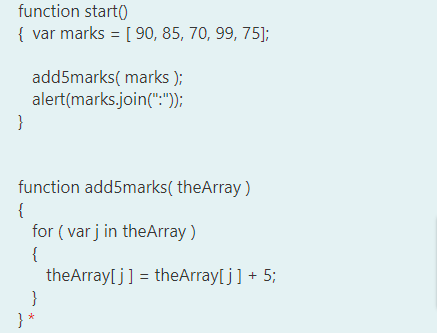 function start()
{ var marks = [ 90, 85, 70, 99, 75];
add5marks( marks );
alert(marks.join(":"));
}
function add5marks( theArray )
{
for ( var j in theArray )
{
theArray[ j ] = theArray[ j ] + 5;
}
} *